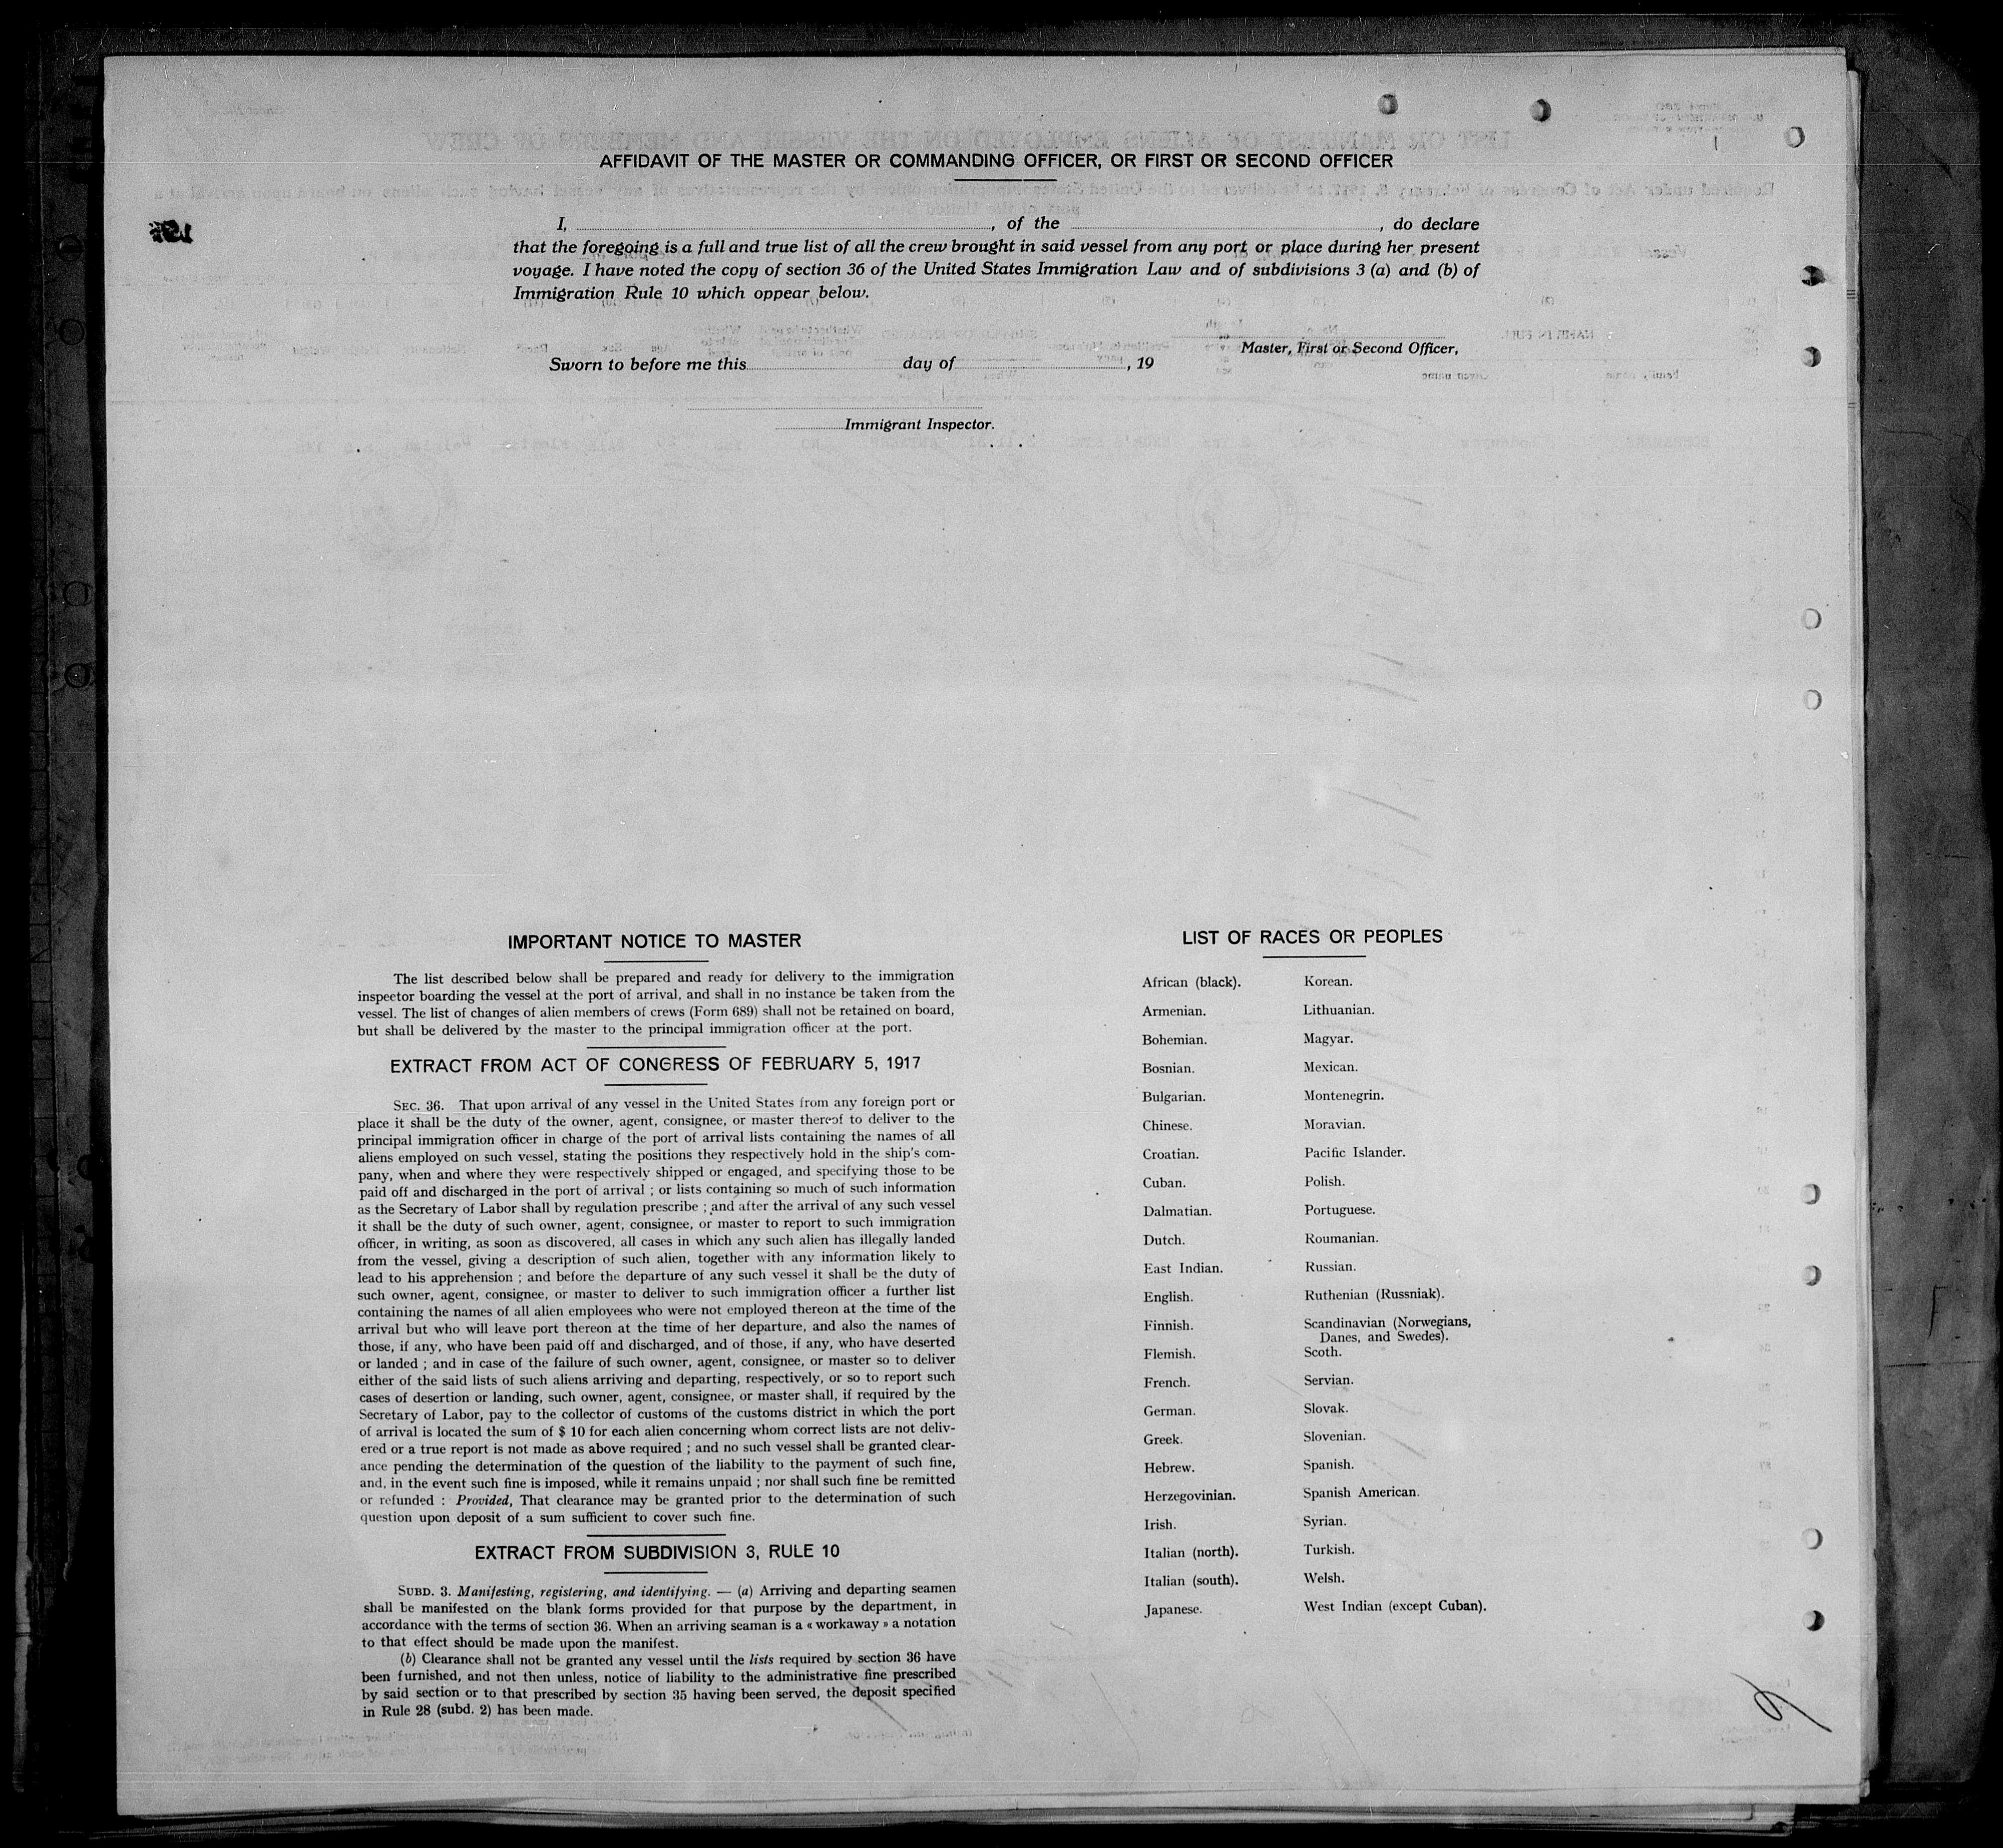 AFFIDAVIT OF THE MASTER OR COMMANDING OFFICER, OR FIRST OR SECOND OFFICER
I, , of the , do declare
that the foregoing is a full and true list of all the crew brought in said vessel from any port or place during her present
voyage. I have noted the copy of section 36 of the United States Immigration Law and of subdivisions 3 (a) and (b) of
Immigration Rule 10 which oppear below.
Master, First or Second Officer,
Sworn to before me this day of , 19
Immigrant Inspector.
IMPORTANT NOTICE TO MASTER
The list described below shall be prepared and ready for delivery to the immigration
inspector boarding the vessel at the port of arrival, and shall in no instance be taken from the
vessel. The list of changes of alien members of crews (Form 689) shall not be retained on board,
but shall be delivered by the master to the principal immigration officer at the port.
EXTRACT FROM ACT OF CONGRESS OF FEBRUARY 5, 1917
SEC. 36. That upon arrival of any vessel in the United States from any foreign port or
place it shall be the duty of the owner, agent, consignee, or master thereof to deliver to the
principal immigration officer in charge of the port of arrival lists containing the names of all
aliens employed on such vessel, stating the positions they respectively hold in the ship's com-
pany, when and where they were respectively shipped or engaged, and specifying those to be
paid off and discharged in the port of arrival ; or lists containing so much of such information
as the Secretary of Labor shall by regulation prescribe ; and after the arrival of any such vessel
it shall be the duty of such owner, agent, consignee, or master to report to such immigration
officer, in writing, as soon as discovered, all cases in which any such alien has illegally landed
from the vessel, giving a description of such alien, together with any information likely to
lead to his apprehension ; and before the departure of any such vessel it shall be the duty of
such owner, agent, consignee, or master to deliver to such immigration officer a further list
containing the names of all alien employees who were not employed thereon at the time of the
arrival but who will leave port thereon at the time of her departure, and also the names of
those, if any, who have been paid off and discharged, and of those, if any, who have deserted
or landed ; and in case of the failure of such owner, agent, consignee, or master so to deliver
either of the said lists of such aliens arriving and departing, respectively, or so to report such
cases of desertion or landing, such owner, agent, consignee, or master shall, if required by the
Secretary of Labor, pay to the collector of customs of the customs district in which the port
of arrival is located the sum of $ 10 for each alien concerning whom correct lists are not deliv-
ered or a true report is not made as above required ; and no such vessel shall be granted clear-
ance pending the determination of the question of the liability to the payment of such fine,
and, in the event such fine is imposed, while it remains unpaid ; nor shall such fine be remitted
or refunded : Provided, That clearance may be granted prior to the determination of such
question upon deposit of a sum sufficient to cover such fine.
EXTRACT FROM SUBDIVISION 3, RULE 10
SUBD. 3. Manifesting, registering, and identifying. — (a) Arriving and departing seamen
shall be manifested on the blank forms provided for that purpose by the department, in
accordance with the terms of section 36. When an arriving seaman is a « workaway » a notation
to that effect should be made upon the manifest.
(b) Clearance shall not be granted any vessel until the lists required by section 36 have
been furnished, and not then unless, notice of liability to the administrative fine prescribed
by said section or to that prescribed by section 35 having been served, the deposit specified
in Rule 28 (subd. 2) has been made.
LIST OF RACES OR PEOPLES
African (black).
Armenian.
Bohemian.
Bosnian.
Bulgarian.
Chinese.
Croatian.
Cuban.
Dalmatian.
Dutch.
East Indian.
English.
Finnish.
Flemish.
French.
German.
Greek.
Hebrew.
Herzegovinian.
Irish.
Italian (north).
Italian (south).
Japanese.
Korean.
Lithuanian.
Magyar.
Mexican.
Montenegrin.
Moravian.
Pacific Islander.
Polish.
Portuguese.
Roumanian.
Russian.
Ruthenian (Russniak).
Scandinavian (Norwegians,
Danes, and Swedes).
Scoth.
Servian.
Slovak.
Slovenian.
Spanish.
Spanish American.
Syrian.
Turkish.
Welsh.
West Indian (except Cuban).